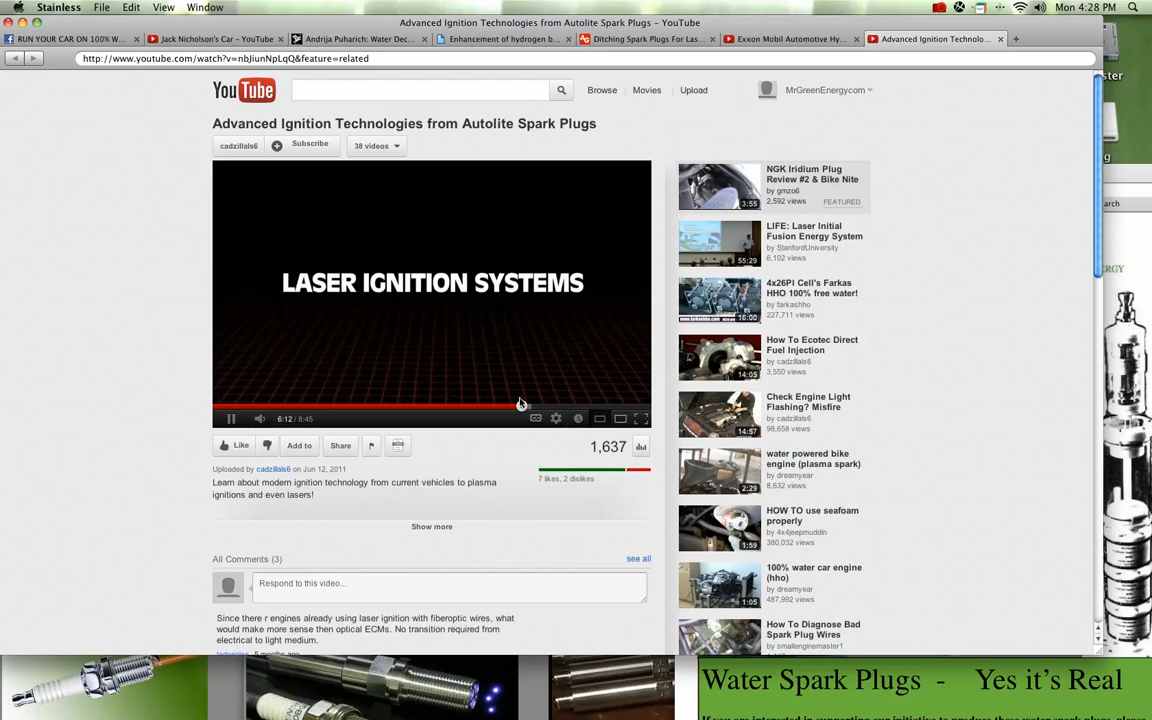 Stainless File Edit View Window Mon 4:28 PM
Advanced Ignition Technologies from Autolite Spark Plugs – YouTube
RUN YOUR CAR ON 100% W... Jack Nicholson's Car – YouTube Andrija Puharich: Water Dec... Enhancement of hydrogen b... Ditching Spark Plugs For Las... Exxon Mobil Automotive Hy... Advanced Ignition Technolo...
http://www.youtube.com/watch?v=nbJiunNpLqQ&feature=related
YouTube Browse Movies Upload MrGreenEnergycom
Advanced Ignition Technologies from Autolite Spark Plugs
cadzillals6 Subscribe 38 videos
LASER IGNITION SYSTEMS
6:12 / 8:45
Like Add to Share 1,637
Uploaded by cadzillals6 on Jun 12, 2011
7 likes, 2 dislikes
Learn about modern ignition technology from current vehicles to plasma
ignitions and even lasers!
Show more
All Comments (3) see all
Respond to this video...
Since there r engines already using laser ignition with fiberoptic wires, what
would make more sense then optical ECMs. No transition required from
electrical to light medium.
NGK Iridium Plug
Review #2 & Bike Nite
by gmzo6
2,592 views FEATURED
3:55
LIFE: Laser Initial
Fusion Energy System
by StanfordUniversity
6,102 views
55:29
4x26Pl Cell's Farkas
HHO 100% free water!
by farkashho
227,711 views
16:00
How To Ecotec Direct
Fuel Injection
by cadzillals6
3,550 views
14:05
Check Engine Light
Flashing? Misfire
by cadzillals6
98,658 views
14:57
water powered bike
engine (plasma spark)
by dreamyear
8,632 views
2:29
HOW TO use seafoam
properly
by 4x4jeepmuddin
380,032 views
1:59
100% water car engine
(hho)
by dreamyear
487,992 views
1:05
How To Diagnose Bad
Spark Plug Wires
by smallenginemaster1
ster
g
arch
ERGY
Water Spark Plugs - Yes it's Real